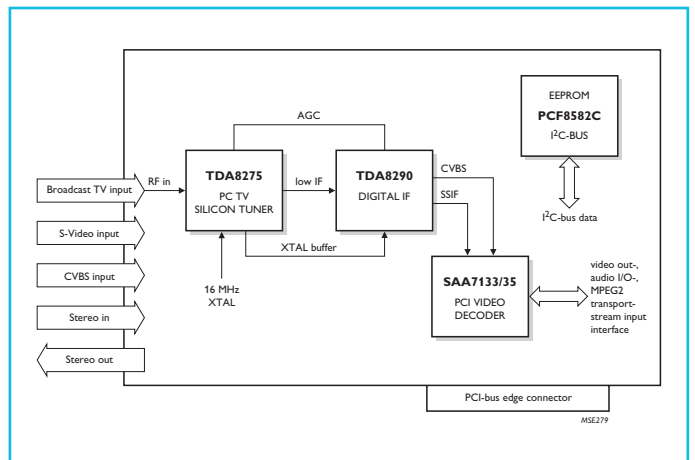 EEPROM
PCF8582C
I²C-BUS
I²C-bus data
AGC
Broadcast TV input
RF in
TDA8275
PC TV
SILICON TUNER
low IF
TDA8290
DIGITAL IF
CVBS
SSIF
S-Video input
XTAL buffer
CVBS input
16 MHz
XTAL
SAA7133/35
PCI VIDEO
DECODER
video out-,
audio I/O-,
MPEG2
transport-
stream input
interface
Stereo in
Stereo out
PCI-bus edge connector
MSE279